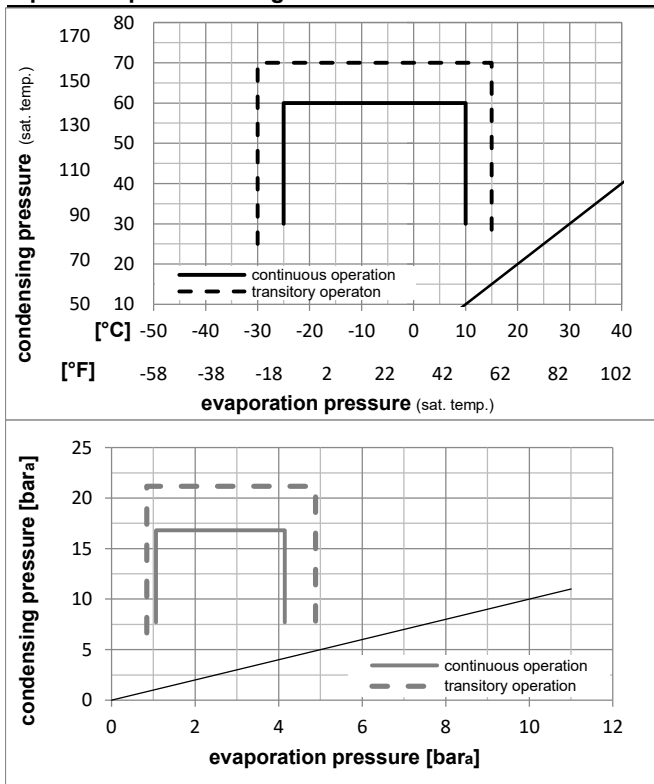 170 80
150 70
60
130
50
110
40
90
30
70 20
50 10
condensing pressure (sat. temp.)
continuous operation
transitory operaton
[°C] -50 -40 -30 -20 -10 0 10 20 30 40
[°F] -58 -38 -18 2 22 42 62 82 102
evaporation pressure (sat. temp.)
25
20
15
10
5
0
condensing pressure [bara]
continuous operation
transitory operation
0 2 4 6 8 10 12
evaporation pressure [bara]